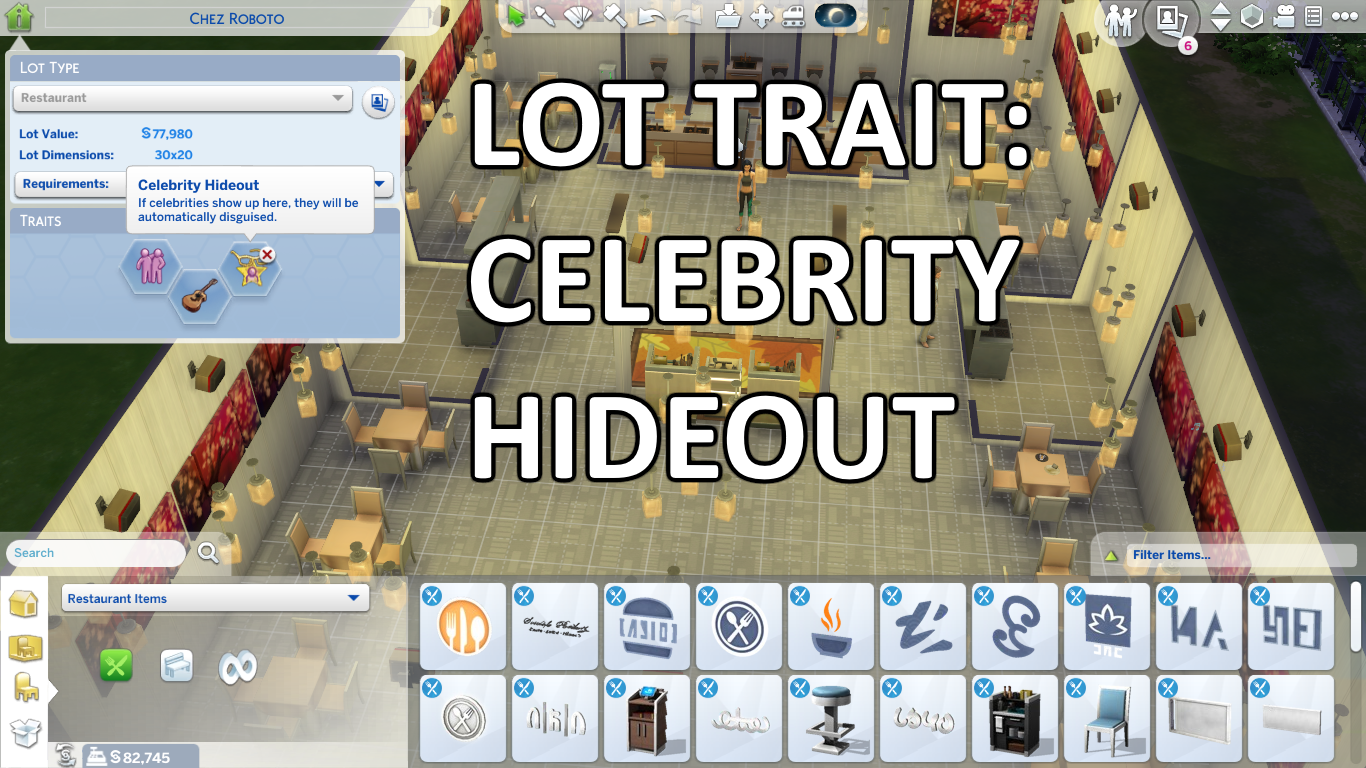 CHEZ ROBOTO
6
LOT TYPE
Restaurant
Lot Value: §77,980
Lot Dimensions: 30x20
Requirements:
Celebrity Hideout
If celebrities show up here, they will be
automatically disguised.
TRAITS
LOT TRAIT:
CELEBRITY
HIDEOUT
Search
Filter Items...
Restaurant Items
§82,745